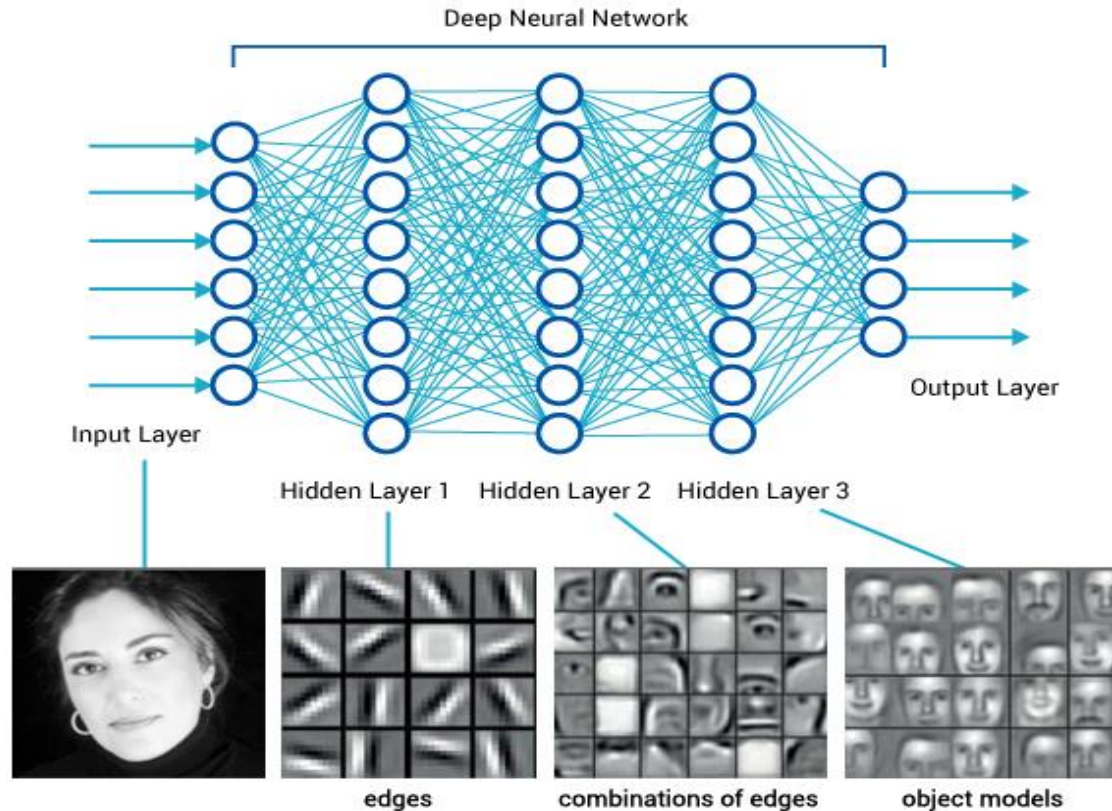 Deep Neural Network
Input Layer
Output Layer
Hidden Layer 1
Hidden Layer 2
Hidden Layer 3
edges
combinations of edges
object models